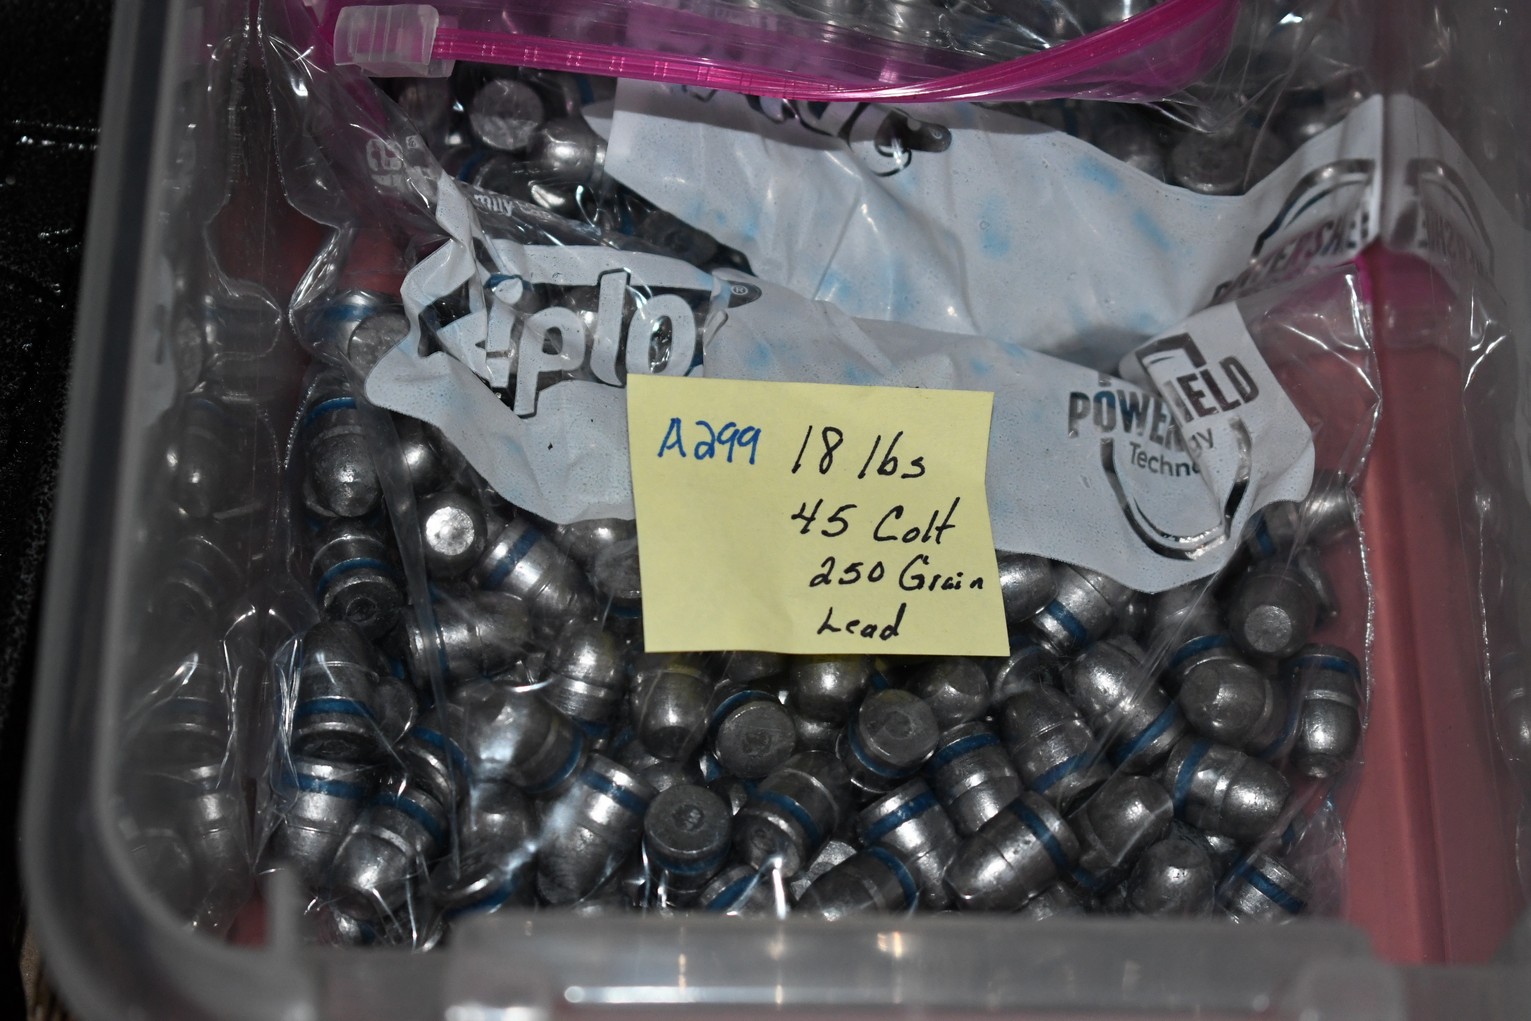 Ziploc®
POWERSHIELD
Technology
A299 18 lbs
45 Colt
250 Grain
Lead